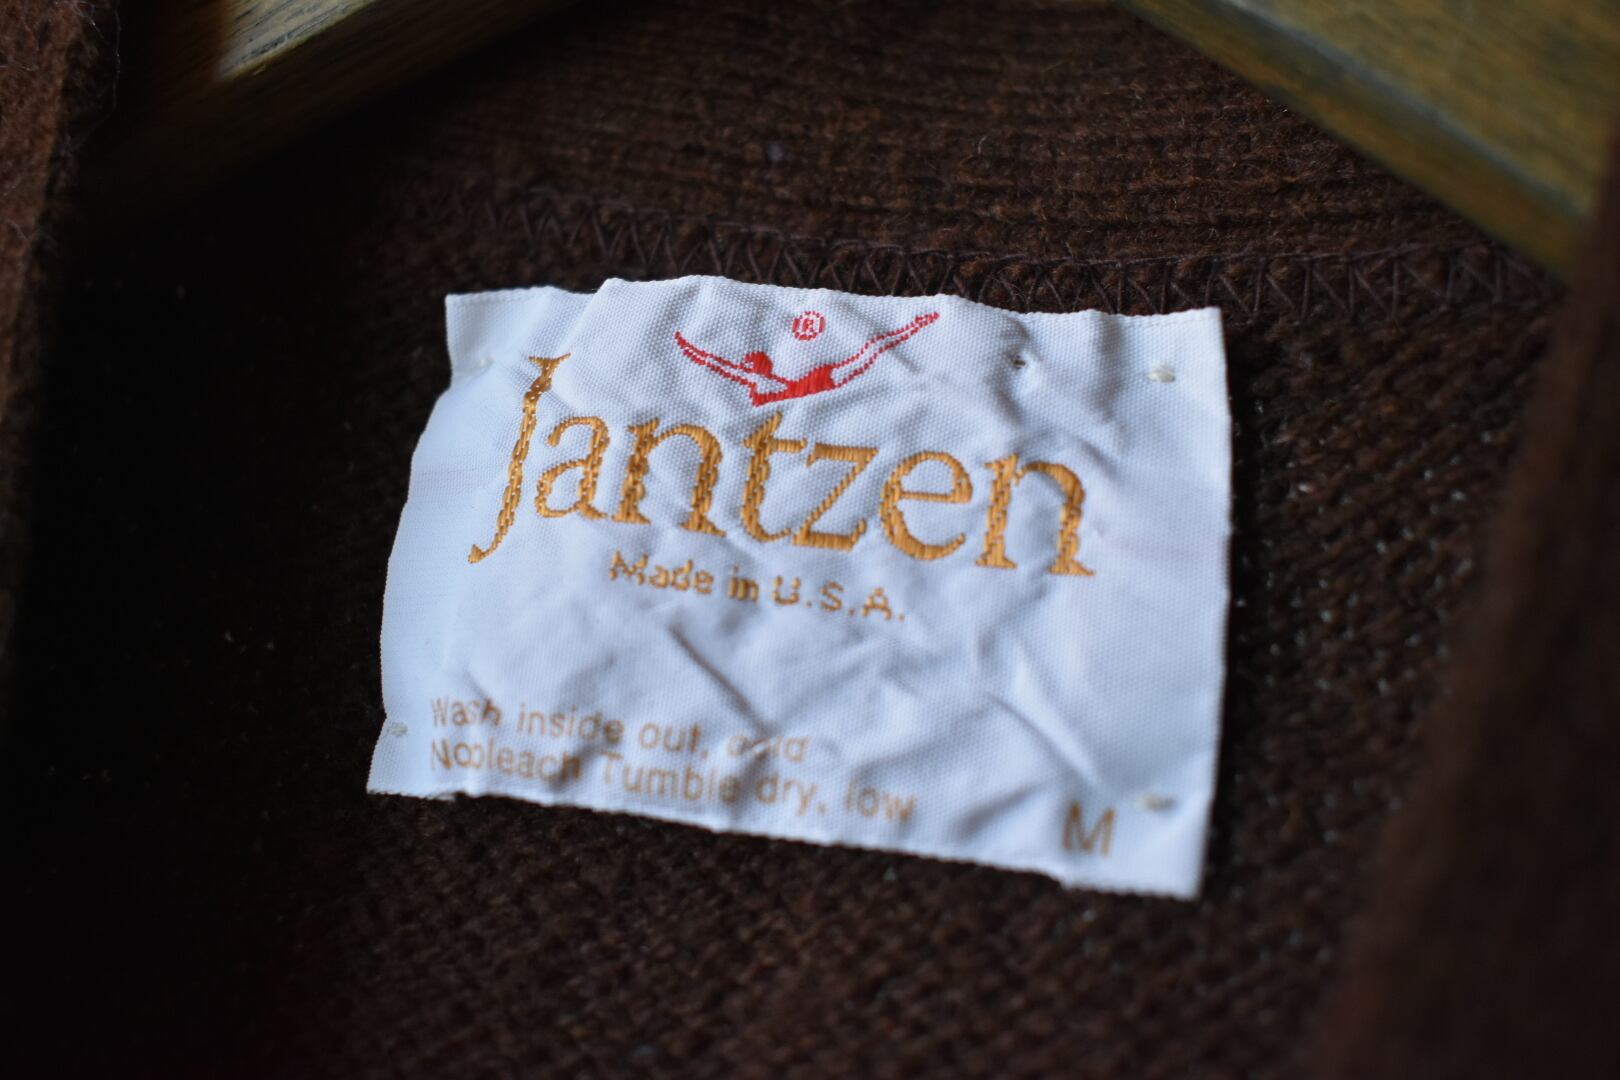 ®
Jantzen
Made in U.S.A.
Wash inside out, cold
No bleach Tumble dry, low
M